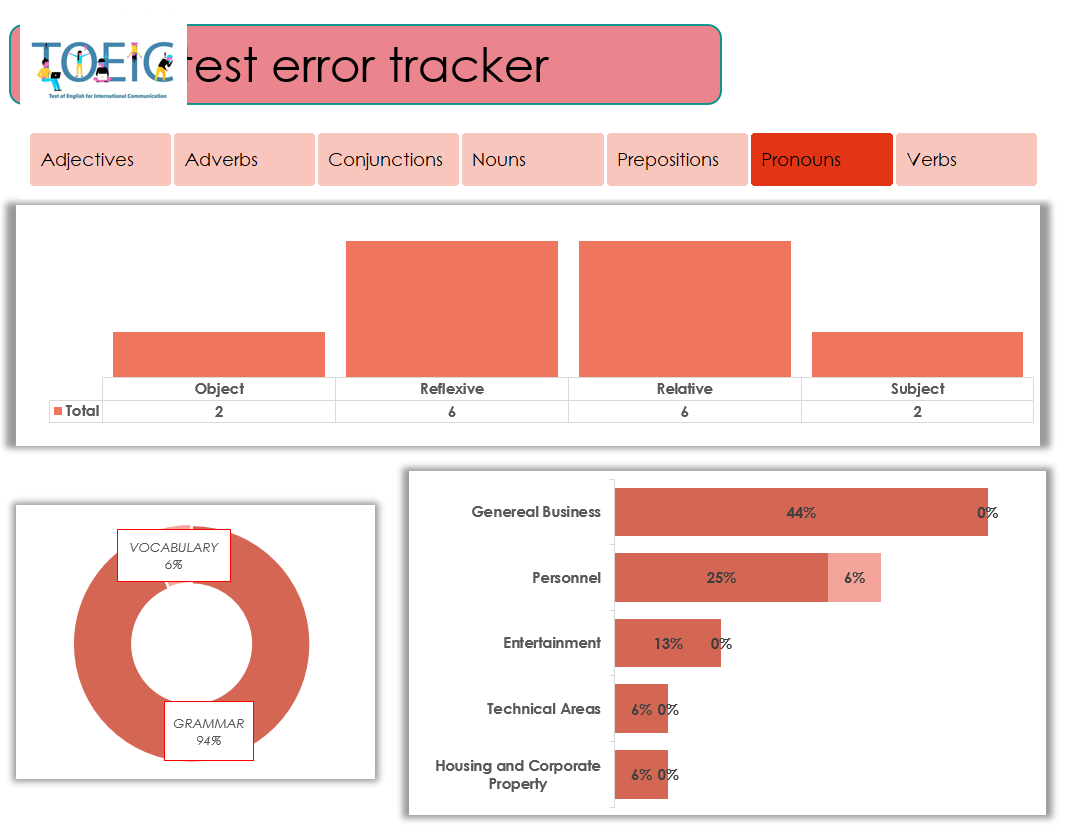 TOEIC
Test of English for International Communication
test error tracker
Adjectives
Adverbs
Conjunctions
Nouns
Prepositions
Pronouns
Verbs
Object
Reflexive
Relative
Subject
Total
2
6
6
2
VOCABULARY
6%
GRAMMAR
94%
Genereal Business
44%
0%
Personnel
25%
6%
Entertainment
13%
0%
Technical Areas
6%
0%
Housing and Corporate
Property
6%
0%